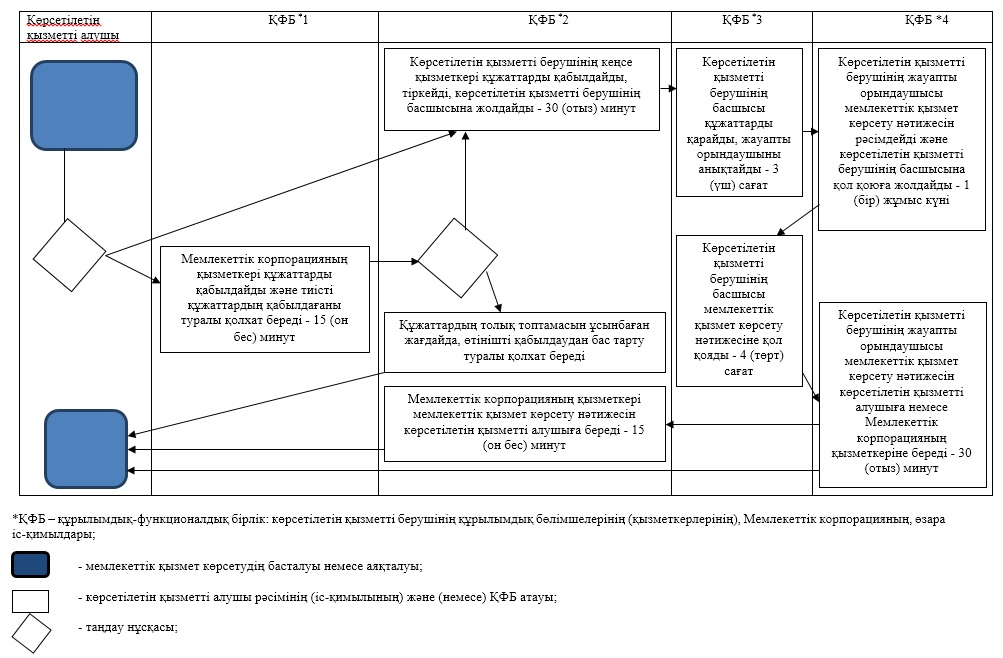 Көрсетілетін
қызметті алушы
ҚФБ *1
ҚФБ *2
ҚФБ *3
ҚФБ *4
Көрсетілетін қызметті берушінің кеңсе
қызметкері құжаттарды қабылдайды,
тіркейді, көрсетілетін қызметті берушінің
басшысына жолдайды - 30 (отыз) минут
Көрсетілетін
қызметті
берушінің
басшысы
құжаттарды
қарайды, жауапты
орындаушыны
анықтайды - 3
(үш) сағат
Көрсетілетін қызметті
берушінің жауапты
орындаушысы
мемлекеттік қызмет
көрсету нәтижесін
рәсімдейді және
көрсетілетін қызметті
берушінің басшысына
қол қоюға жолдайды - 1
(бір) жұмыс күні
Мемлекеттік корпорацияның
қызметкері құжаттарды
қабылдайды және тиісті
құжаттардың қабылдағаны
туралы қолхат береді - 15 (он
бес) минут
Құжаттардың толық топтамасын ұсынбаған
жағдайда, өтінішті қабылдаудан бас тарту
туралы қолхат береді
Көрсетілетін
қызметті
берушінің
басшысы
мемлекеттік
қызмет көрсету
нәтижесіне қол
қояды - 4 (төрт)
сағат
Мемлекеттік корпорацияның қызметкері
мемлекеттік қызмет көрсету нәтижесін
көрсетілетін қызметті алушыға береді - 15
(он бес) минут
Көрсетілетін қызметті
берушінің жауапты
орындаушысы
мемлекеттік қызмет
көрсету нәтижесін
көрсетілетін қызметті
алушыға немесе
Мемлекеттік
корпорацияның
қызметкеріне береді - 30
(отыз) минут
*ҚФБ – құрылымдық-функционалдық бірлік: көрсетілетін қызметті берушінің құрылымдық бөлімшелерінің (қызметкерлерінің), Мемлекеттік корпорацияның, өзара
іс-қимылдары;
- мемлекеттік қызмет көрсетудің басталуы немесе аяқталуы;
- көрсетілетін қызметті алушы рәсімінің (іс-қимылының) және (немесе) ҚФБ атауы;
- таңдау нұсқасы;